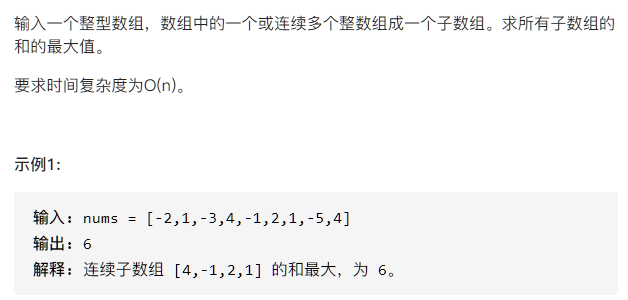 输入一个整型数组，数组中的一个或连续多个整数组成一个子数组。求所有子数组的
和的最大值。
要求时间复杂度为O(n)。
示例1:
输入：nums = [-2,1,-3,4,-1,2,1,-5,4]
输出：6
解释：连续子数组 [4,-1,2,1] 的和最大，为 6。